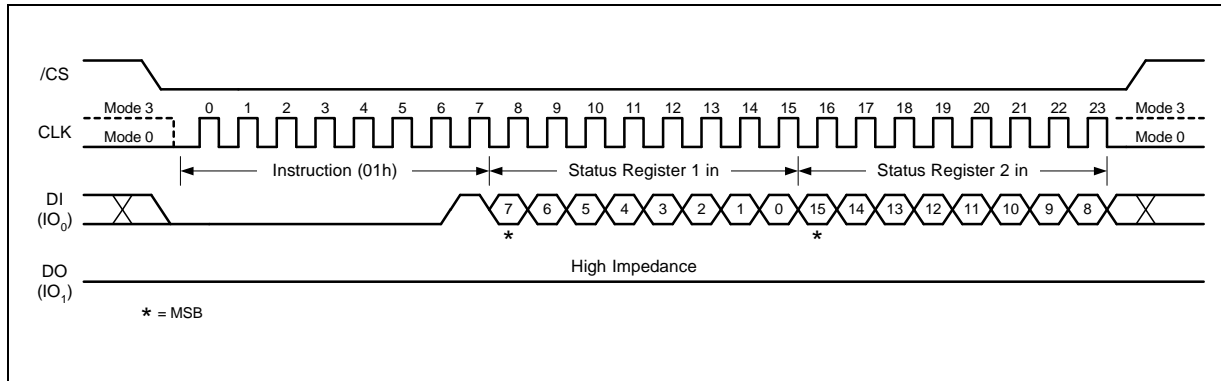 /CS
Mode 3 0 1 2 3 4 5 6 7 8 9 10 11 12 13 14 15 16 17 18 19 20 21 22 23 Mode 3
CLK
Mode 0 Mode 0
Instruction (01h) Status Register 1 in Status Register 2 in
DI
(IO0) 7 6 5 4 3 2 1 0 15 14 13 12 11 10 9 8
* *
High Impedance
DO
(IO1)
* = MSB